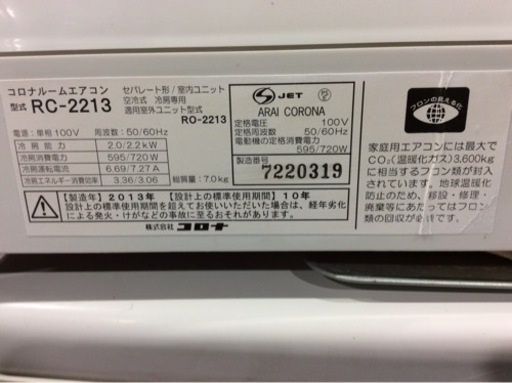 コロナルームエアコン
型式 RC-2213
セパレート形/室内ユニット
空冷式 冷房専用
適用室外ユニット型式
RO-2213
電源:単相100V 周波数:50/60Hz
冷房能力 2.0/2.2kW
冷房消費電力 595/720W
冷房運転電流 6.69/7.27A
冷房エネルギー消費効率 3.36/3.06
総質量:7.0kg
JET
ARAI CORONA
定格電圧 100V
定格周波数 50/60Hz
電動機の定格消費電力
595/720W
製造番号
7220319
【製造年】2013年 【設計上の標準使用期間】10年
設計上の標準使用期間を超えてお使いいただいた場合は、経年劣化
による発火・けがなどの事故に至るおそれがあります。
株式会社 コロナ
フロンの見える化
家庭用エアコンには最大で
CO₂(温暖化ガス)3,600kg
に相当するフロン類が封入
されています。地球温暖化
防止のため、移設・修理・
廃棄等にあたってはフロン
類の回収が必要です。